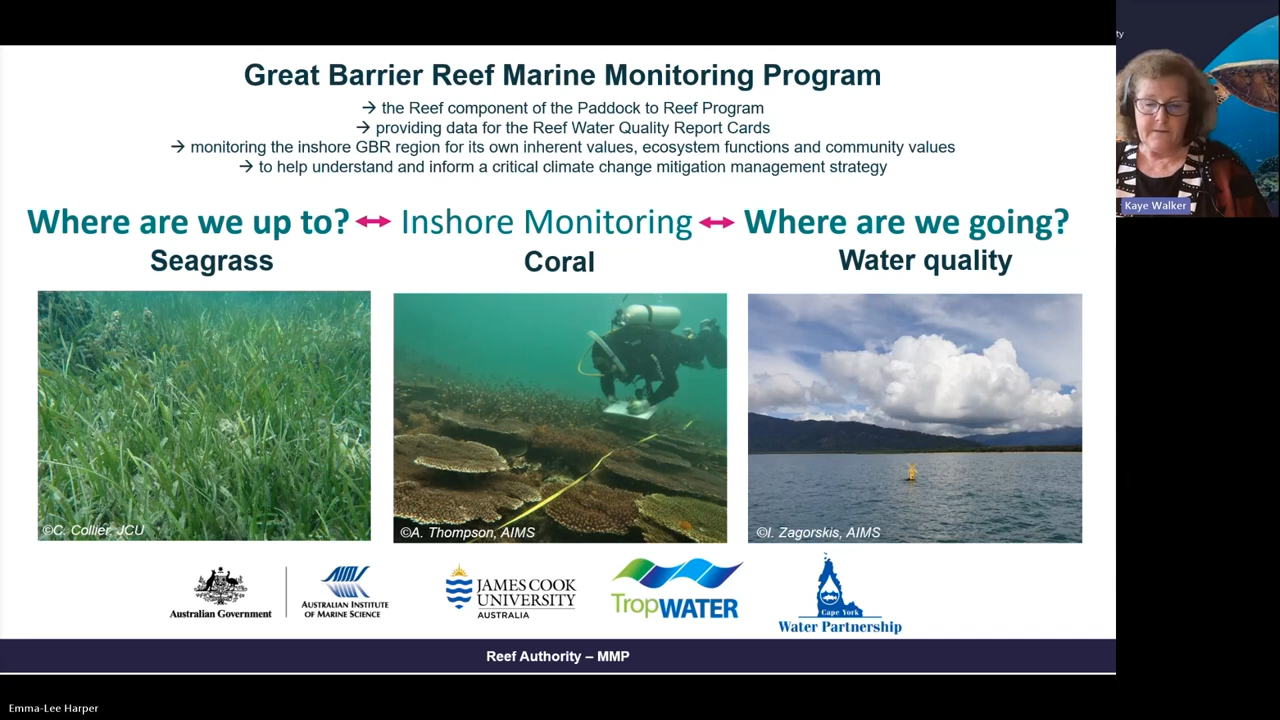 Great Barrier Reef Marine Monitoring Program
→ the Reef component of the Paddock to Reef Program
→ providing data for the Reef Water Quality Report Cards
→ monitoring the inshore GBR region for its own inherent values, ecosystem functions and community values
→ to help understand and inform a critical climate change mitigation management strategy
Where are we up to? ↔ Inshore Monitoring ↔ Where are we going?
Seagrass
Coral
Water quality
©C. Collier, JCU
©A. Thompson, AIMS
©I. Zagorskis, AIMS
Australian Government
AIMS
AUSTRALIAN INSTITUTE
OF MARINE SCIENCE
JAMES COOK
UNIVERSITY
AUSTRALIA
TropWATER
Cape York
Water Partnership
Reef Authority – MMP
ty
Kaye Walker
Emma-Lee Harper